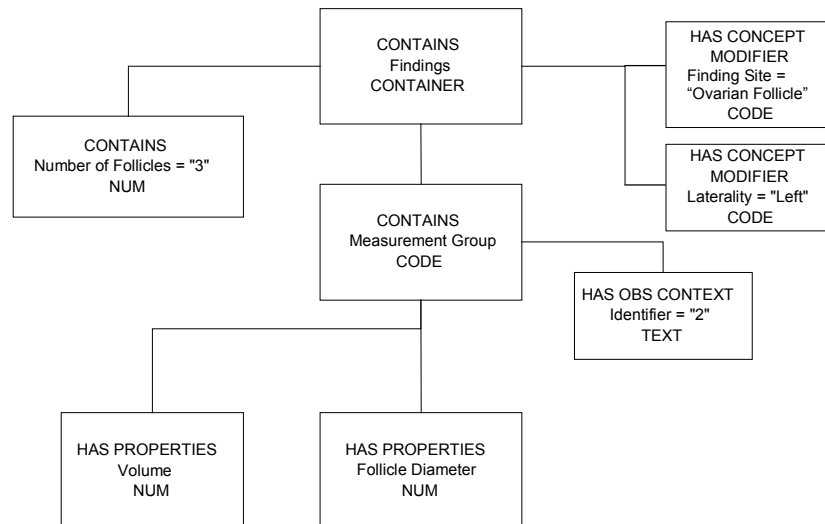 CONTAINS
Findings
CONTAINER
HAS CONCEPT
MODIFIER
Finding Site =
“Ovarian Follicle”
CODE
CONTAINS
Number of Follicles = "3"
NUM
HAS CONCEPT
MODIFIER
Laterality = "Left"
CODE
CONTAINS
Measurement Group
CODE
HAS OBS CONTEXT
Identifier = "2"
TEXT
HAS PROPERTIES
Volume
NUM
HAS PROPERTIES
Follicle Diameter
NUM